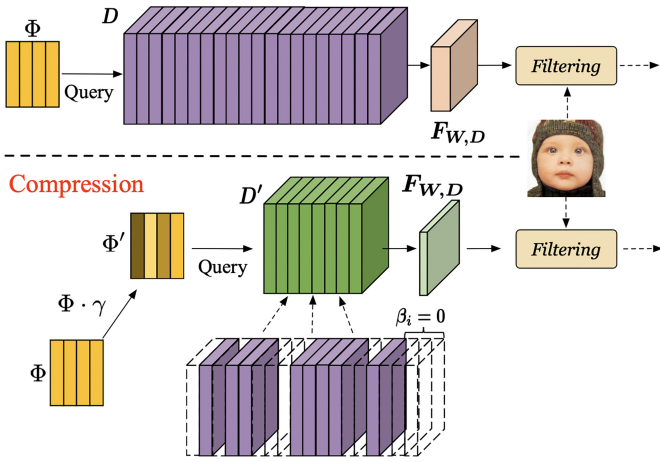 Φ
D
Query
F_{W,D}
Filtering
Compression
Φ′
D′
F_{W,D}
Query
Filtering
Φ · γ
β_i = 0
Φ